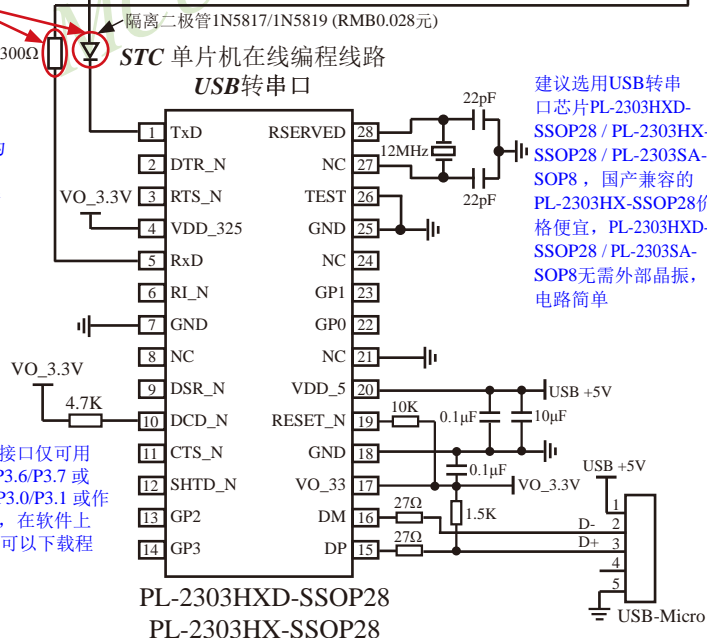 隔离二极管1N5817/1N5819 (RMB0.028元)
300Ω
STC 单片机在线编程线路
USB转串口
22pF
12MHz
22pF
建议选用USB转串
口芯片PL-2303HXD-
SSOP28 / PL-2303HX-
SSOP28 / PL-2303SA-
SOP8 ，国产兼容的
PL-2303HX-SSOP28价
格便宜，PL-2303HXD-
SSOP28 / PL-2303SA-
SOP8无需外部晶振，
电路简单
1 TxD RSERVED 28
2 DTR_N NC 27
VO_3.3V
3 RTS_N TEST 26
4 VDD_325 GND 25
5 RxD NC 24
6 RI_N GP1 23
7 GND GP0 22
8 NC NC 21
VO_3.3V
9 DSR_N VDD_5 20
USB +5V
4.7K
10 DCD_N RESET_N 19
10K
0.1μF
10μF
11 CTS_N GND 18
0.1μF
12 SHTD_N VO_33 17
VO_3.3V
13 GP2 DM 16
27Ω
1.5K
14 GP3 DP 15
27Ω
USB +5V
1
D- 2
D+ 3
4
5
USB-Micro
接口仅可用
P3.6/P3.7 或
P3.0/P3.1 或作
，在软件上
可以下载程
PL-2303HXD-SSOP28
PL-2303HX-SSOP28